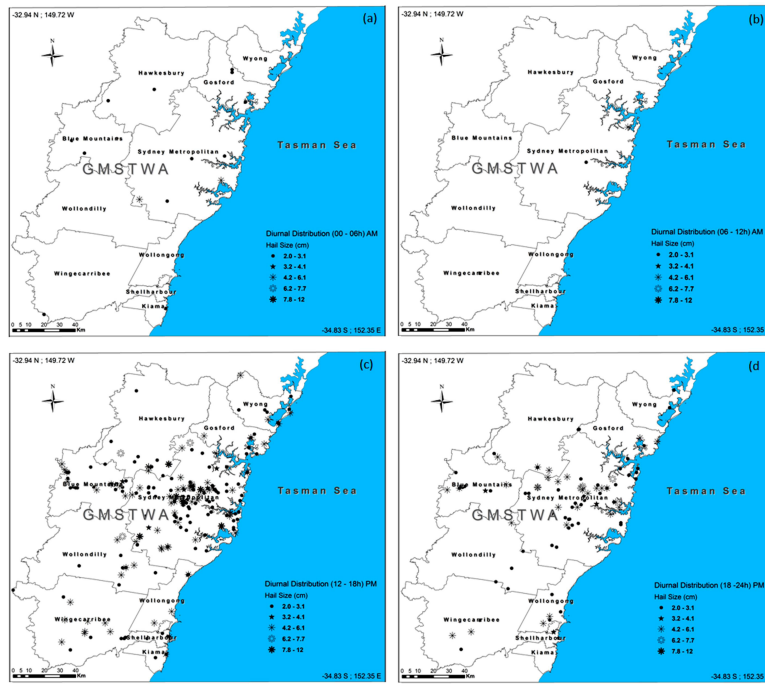 -32.94 N ; 149.72 W
(a)
Wyong
Hawkesbury
Gosford
Blue Mountains
Sydney Metropolitan
Tasman Sea
GMSTWA
Wollondilly
Diurnal Distribution (00 - 06h) AM
Hail Size (cm)
Wollongong
2.0 - 3.1
Wingecarribee
3.2 - 4.1
4.2 - 6.1
Shellharbour
6.2 - 7.7
Kiama
7.8 - 12
0 5 10 20 30 40
Km
-34.83 S ; 152.35 E
-32.94 N ; 149.72 W
(b)
Wyong
Hawkesbury
Gosford
Blue Mountains
Sydney Metropolitan
Tasman Sea
GMSTWA
Wollondilly
Diurnal Distribution (06 - 12h) AM
Hail Size (cm)
Wollongong
2.0 - 3.1
Wingecarribee
3.2 - 4.1
4.2 - 6.1
Shellharbour
6.2 - 7.7
Kiama
7.8 - 12
0 5 10 20 30 40
Km
-34.83 S ; 152.35 E
-32.94 N ; 149.72 W
(c)
Wyong
Hawkesbury
Gosford
Blue Mountains
Sydney Metropolitan
Tasman Sea
GMSTWA
Wollondilly
Diurnal Distribution (12 - 18h) PM
Hail Size (cm)
Wollongong
2.0 - 3.1
Wingecarribee
3.2 - 4.1
4.2 - 6.1
Shellharbour
6.2 - 7.7
Kiama
7.8 - 12
0 5 10 20 30 40
Km
-34.83 S ; 152.35 E
-32.94 N ; 149.72 W
(d)
Wyong
Hawkesbury
Gosford
Blue Mountains
Sydney Metropolitan
Tasman Sea
GMSTWA
Wollondilly
Diurnal Distribution (18 -24h) PM
Hail Size (cm)
Wollongong
2.0 - 3.1
Wingecarribee
3.2 - 4.1
4.2 - 6.1
Shellharbour
6.2 - 7.7
Kiama
7.8 - 12
0 5 10 20 30 40
Km
-34.83 S ; 152.35